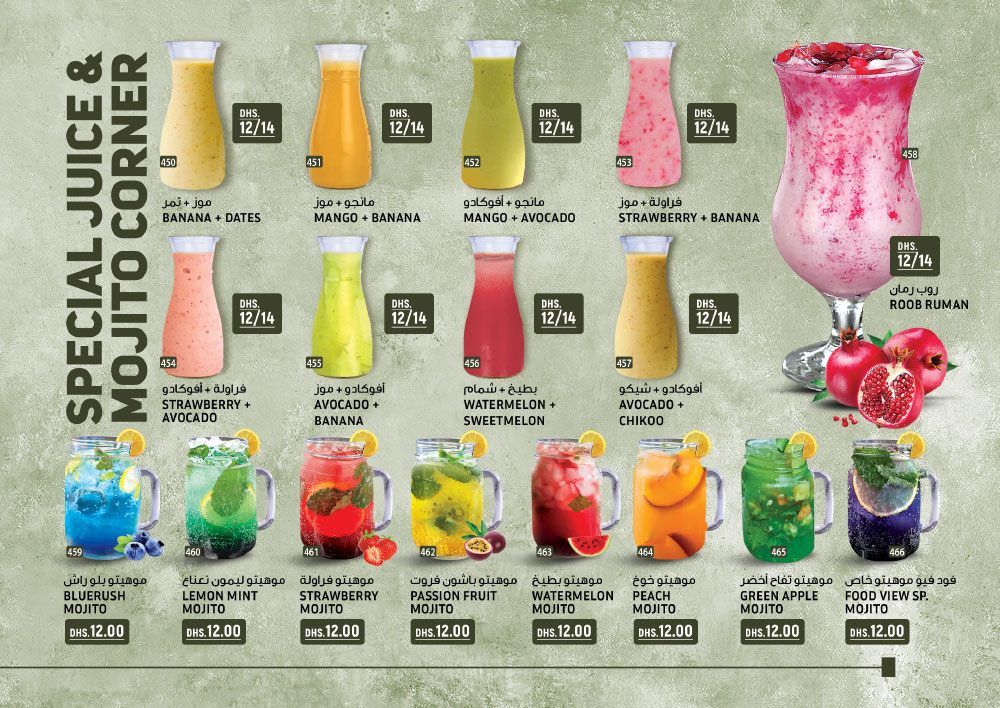 SPECIAL JUICE &
MOJITO CORNER
DHS.
12/14
450
موز + تمر
BANANA + DATES
DHS.
12/14
451
مانجو + موز
MANGO + BANANA
DHS.
12/14
452
مانجو + أفوكادو
MANGO + AVOCADO
DHS.
12/14
453
فراولة + موز
STRAWBERRY + BANANA
458
DHS.
12/14
روب رمان
ROOB RUMAN
DHS.
12/14
454
فراولة + أفوكادو
STRAWBERRY +
AVOCADO
DHS.
12/14
455
أفوكادو + موز
AVOCADO +
BANANA
DHS.
12/14
456
بطيخ + شمام
WATERMELON +
SWEETMELON
DHS.
12/14
457
أفوكادو + شيكو
AVOCADO +
CHIKOO
459
موهيتو بلو راش
BLUERUSH
MOJITO
DHS.12.00
460
موهيتو ليمون نعناع
LEMON MINT
MOJITO
DHS.12.00
461
موهيتو فراولة
STRAWBERRY
MOJITO
DHS.12.00
462
موهيتو باشون فروت
PASSION FRUIT
MOJITO
DHS.12.00
463
موهيتو بطيخ
WATERMELON
MOJITO
DHS.12.00
464
موهيتو خوخ
PEACH
MOJITO
DHS.12.00
465
موهيتو تفاح أخضر
GREEN APPLE
MOJITO
DHS.12.00
466
فود فيو موهيتو خاص
FOOD VIEW SP.
MOJITO
DHS.12.00